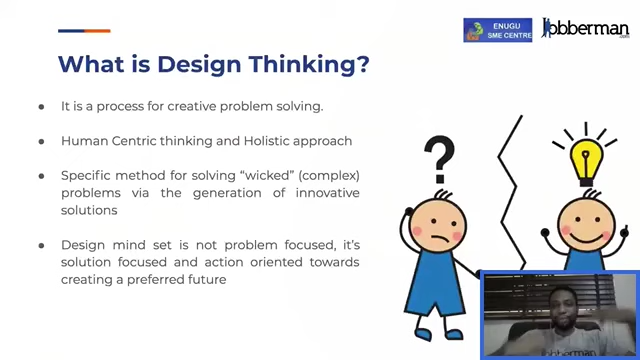 ENUGU
SME CENTRE
Jobberman
.com
What is Design Thinking?
● It is a process for creative problem solving.
● Human Centric thinking and Holistic approach
● Specific method for solving “wicked” (complex)
problems via the generation of innovative
solutions
● Design mind set is not problem focused, it’s
solution focused and action oriented towards
creating a preferred future
?
Jobberman